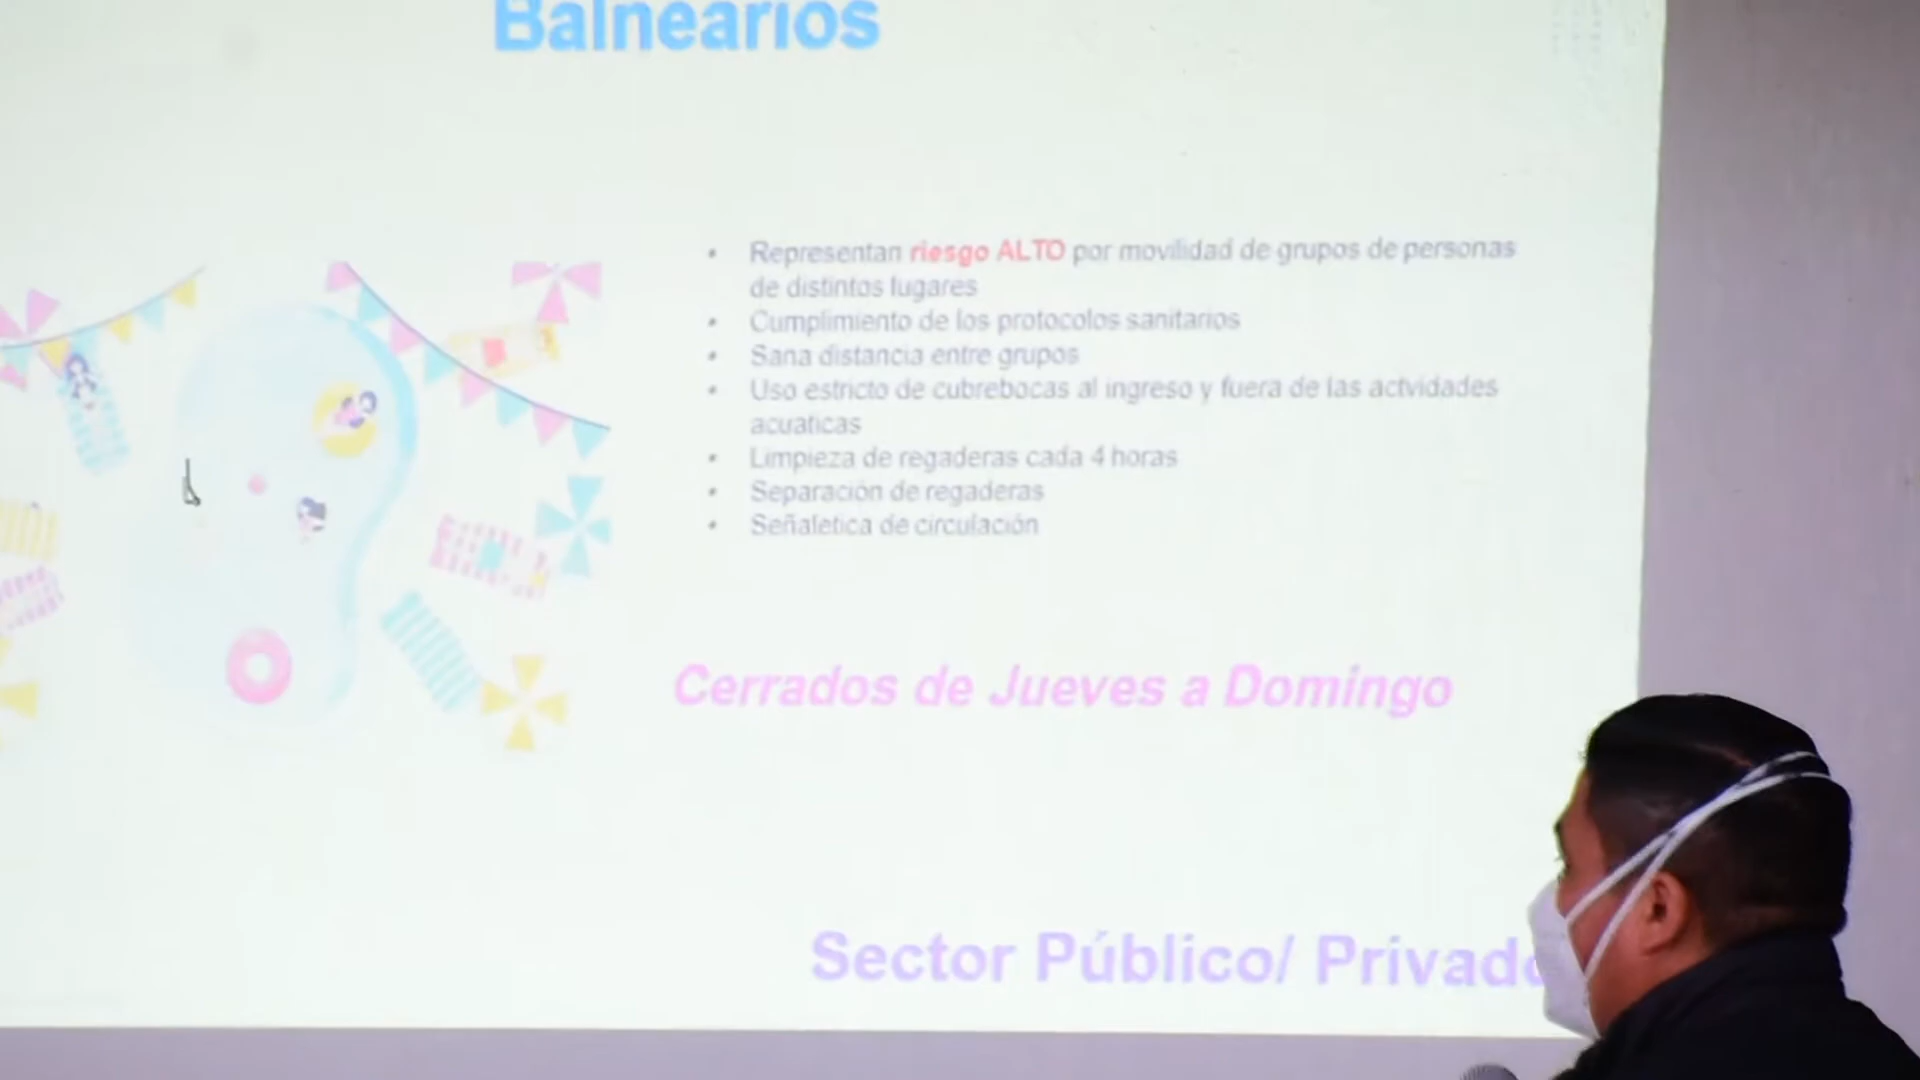 Balnearios
• Representan riesgo ALTO por movilidad de grupos de personas
de distintos lugares
• Cumplimiento de los protocolos sanitarios
• Sana distancia entre grupos
• Uso estricto de cubrebocas al ingreso y fuera de las actvidades
acuaticas
• Limpieza de regaderas cada 4 horas
• Separación de regaderas
• Señaletica de circulación
Cerrados de Jueves a Domingo
Sector Público/ Privado